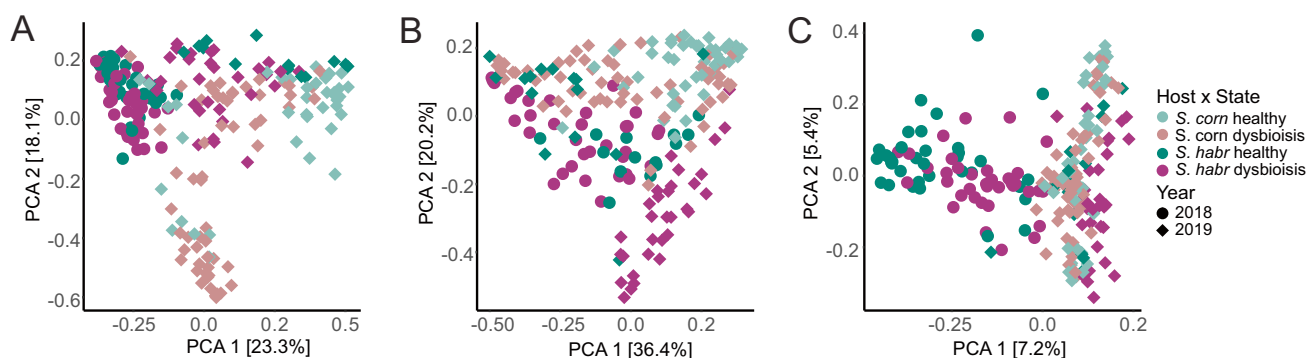 A
PCA 2 [18.1%]
0.2
0.0
-0.2
-0.4
-0.6
-0.25
0.0
0.25
0.5
PCA 1 [23.3%]
B
PCA 2 [20.2%]
0.2
0.0
-0.2
-0.4
-0.50
-0.25
0.0
0.2
PCA 1 [36.4%]
C
PCA 2 [5.4%]
0.4
0.2
0.0
-0.2
-0.25
0.0
0.2
PCA 1 [7.2%]
Host x State
S. corn healthy
S. corn dysbioisis
S. habr healthy
S. habr dysbioisis
Year
2018
2019